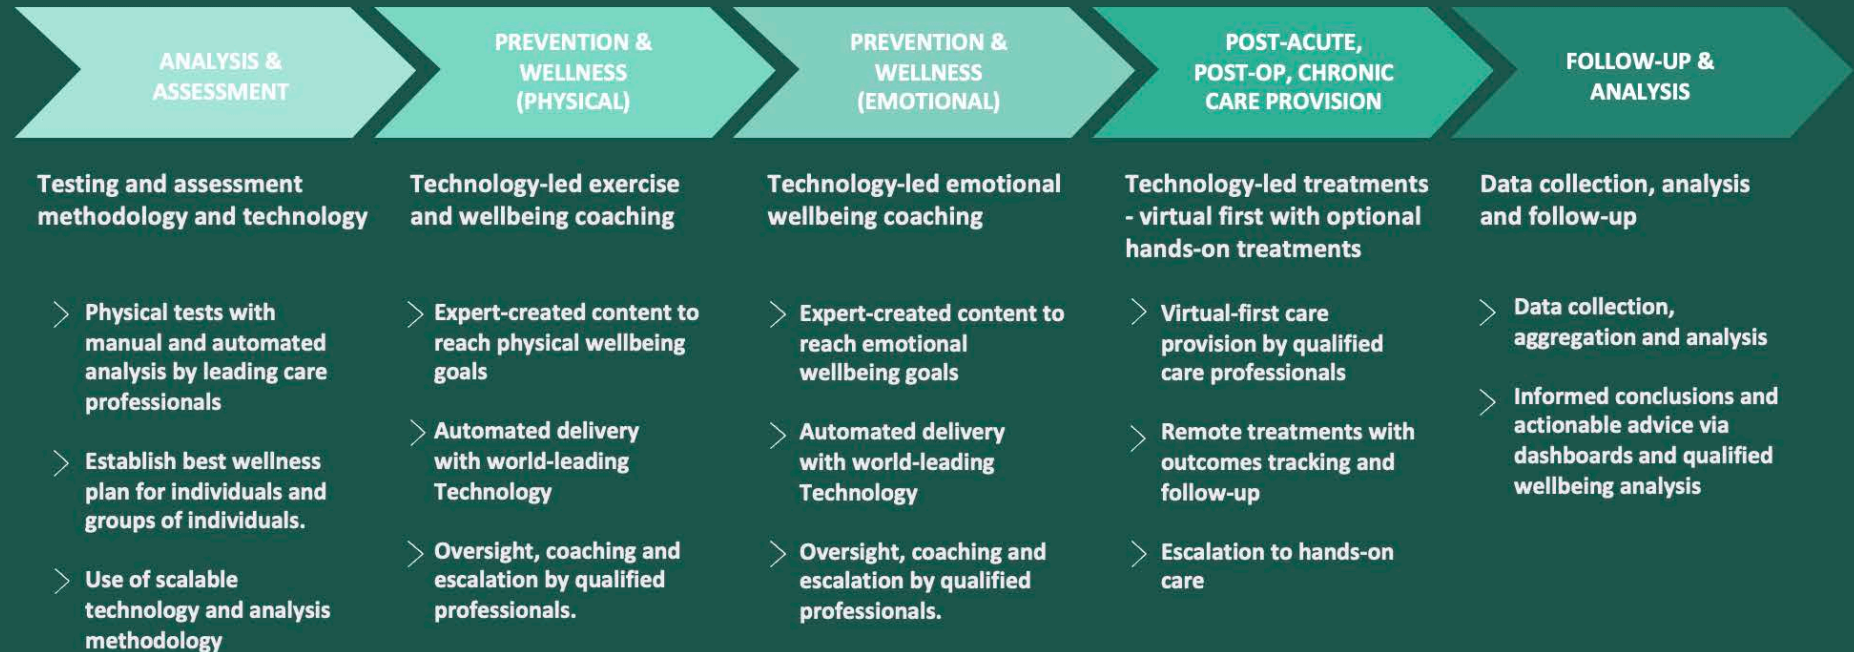 ANALYSIS &
ASSESSMENT
PREVENTION &
WELLNESS
(PHYSICAL)
PREVENTION &
WELLNESS
(EMOTIONAL)
POST-ACUTE,
POST-OP, CHRONIC
CARE PROVISION
FOLLOW-UP &
ANALYSIS
Testing and assessment
methodology and technology
Physical tests with
manual and automated
analysis by leading care
professionals
Establish best wellness
plan for individuals and
groups of individuals.
Use of scalable
technology and analysis
methodology
Technology-led exercise
and wellbeing coaching
Expert-created content to
reach physical wellbeing
goals
Automated delivery
with world-leading
Technology
Oversight, coaching and
escalation by qualified
professionals.
Technology-led emotional
wellbeing coaching
Expert-created content to
reach emotional
wellbeing goals
Automated delivery
with world-leading
Technology
Oversight, coaching and
escalation by qualified
professionals.
Technology-led treatments
- virtual first with optional
hands-on treatments
Virtual-first care
provision by qualified
care professionals
Remote treatments with
outcomes tracking and
follow-up
Escalation to hands-on
care
Data collection, analysis
and follow-up
Data collection,
aggregation and analysis
Informed conclusions and
actionable advice via
dashboards and qualified
wellbeing analysis